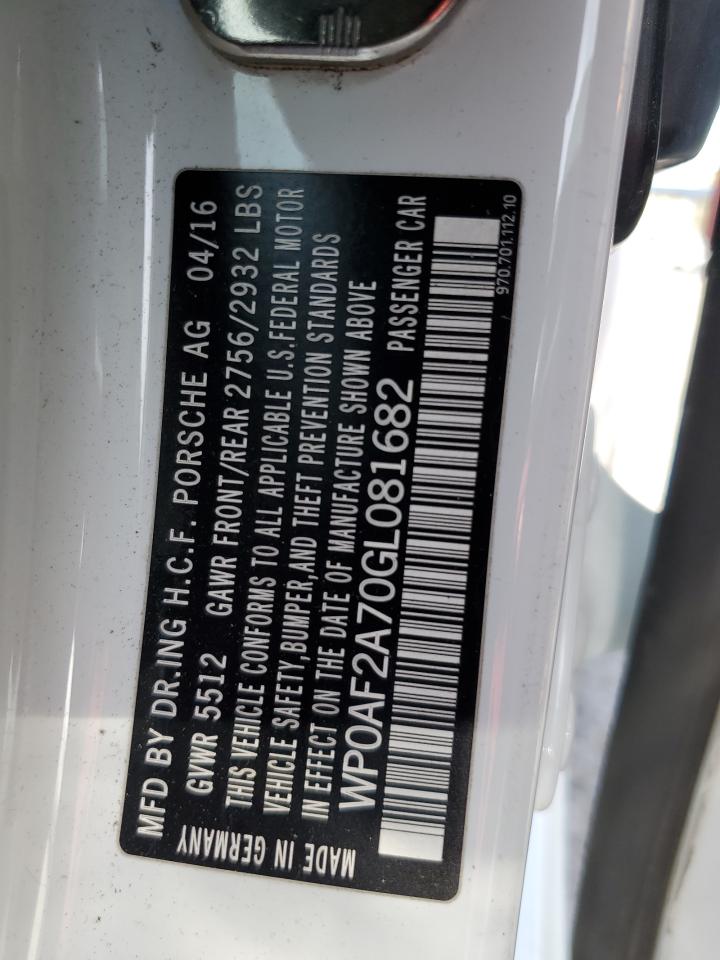 MFD BY DR.ING H.C.F. PORSCHE AG 04/16
GVWR 5512 GAWR FRONT/REAR 2756/2932 LBS
THIS VEHICLE CONFORMS TO ALL APPLICABLE U.S.FEDERAL MOTOR
VEHICLE SAFETY,BUMPER,AND THEFT PREVENTION STANDARDS
IN EFFECT ON THE DATE OF MANUFACTURE SHOWN ABOVE
WP0AF2A70GL081682 PASSENGER CAR
970.701.112.10
MADE IN GERMANY